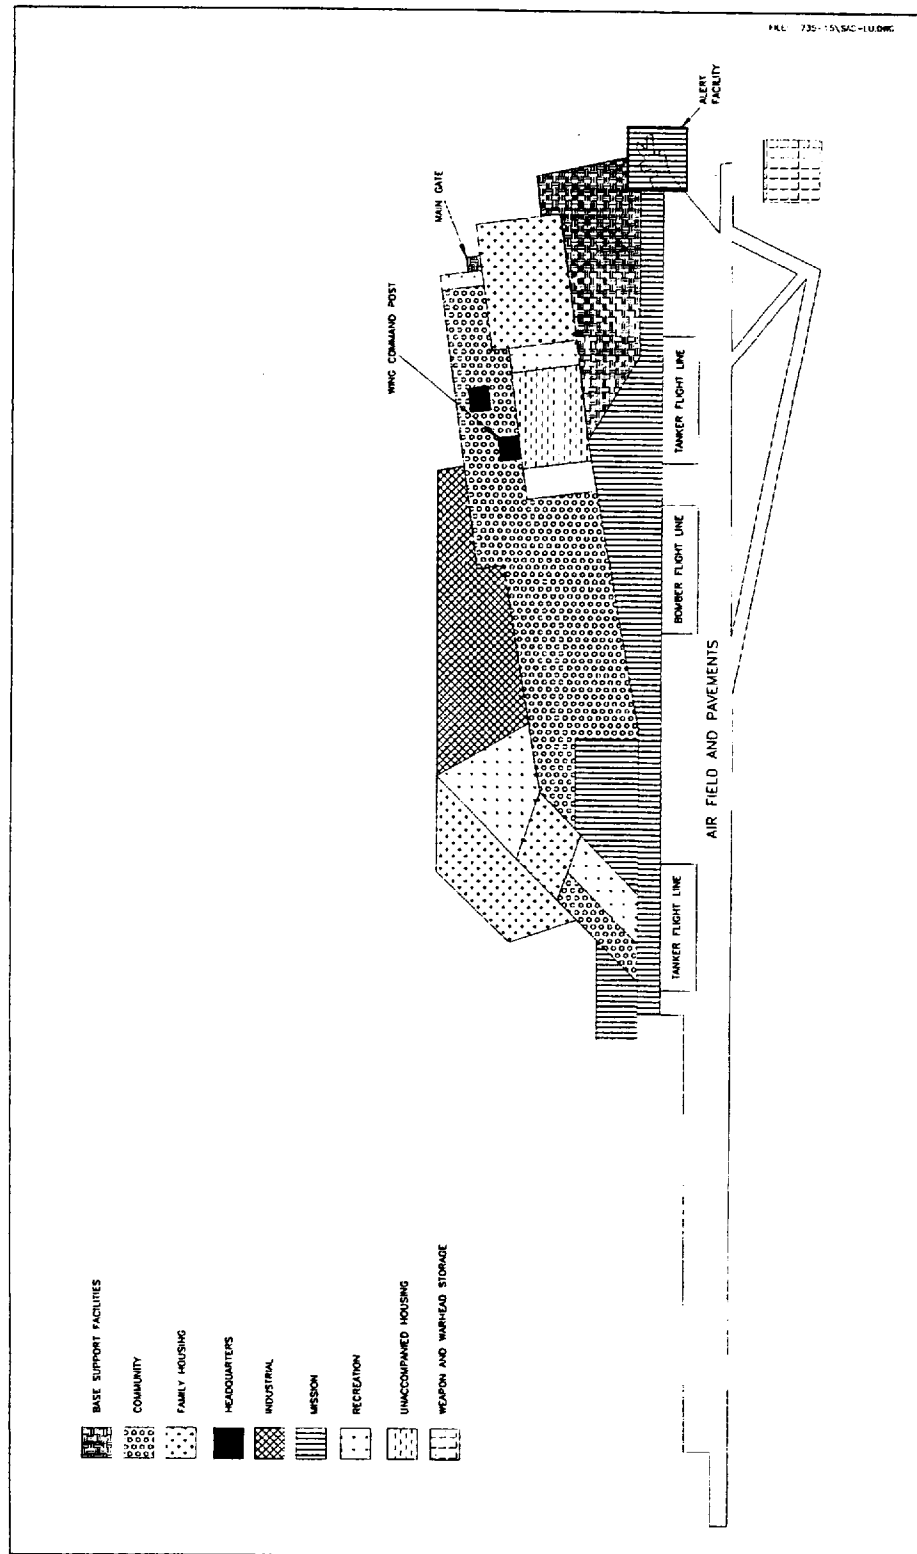 FILE: 735-15\SAC-LU.DWG
ALERT
FACILITY
MAIN GATE
WING COMMAND POST
TANKER FLIGHT LINE
BOMBER FLIGHT LINE
AIR FIELD AND PAVEMENTS
TANKER FLIGHT LINE
BASE SUPPORT FACILITIES
COMMUNITY
FAMILY HOUSING
HEADQUARTERS
INDUSTRIAL
MISSION
RECREATION
UNACCOMPANIED HOUSING
WEAPON AND WARHEAD STORAGE